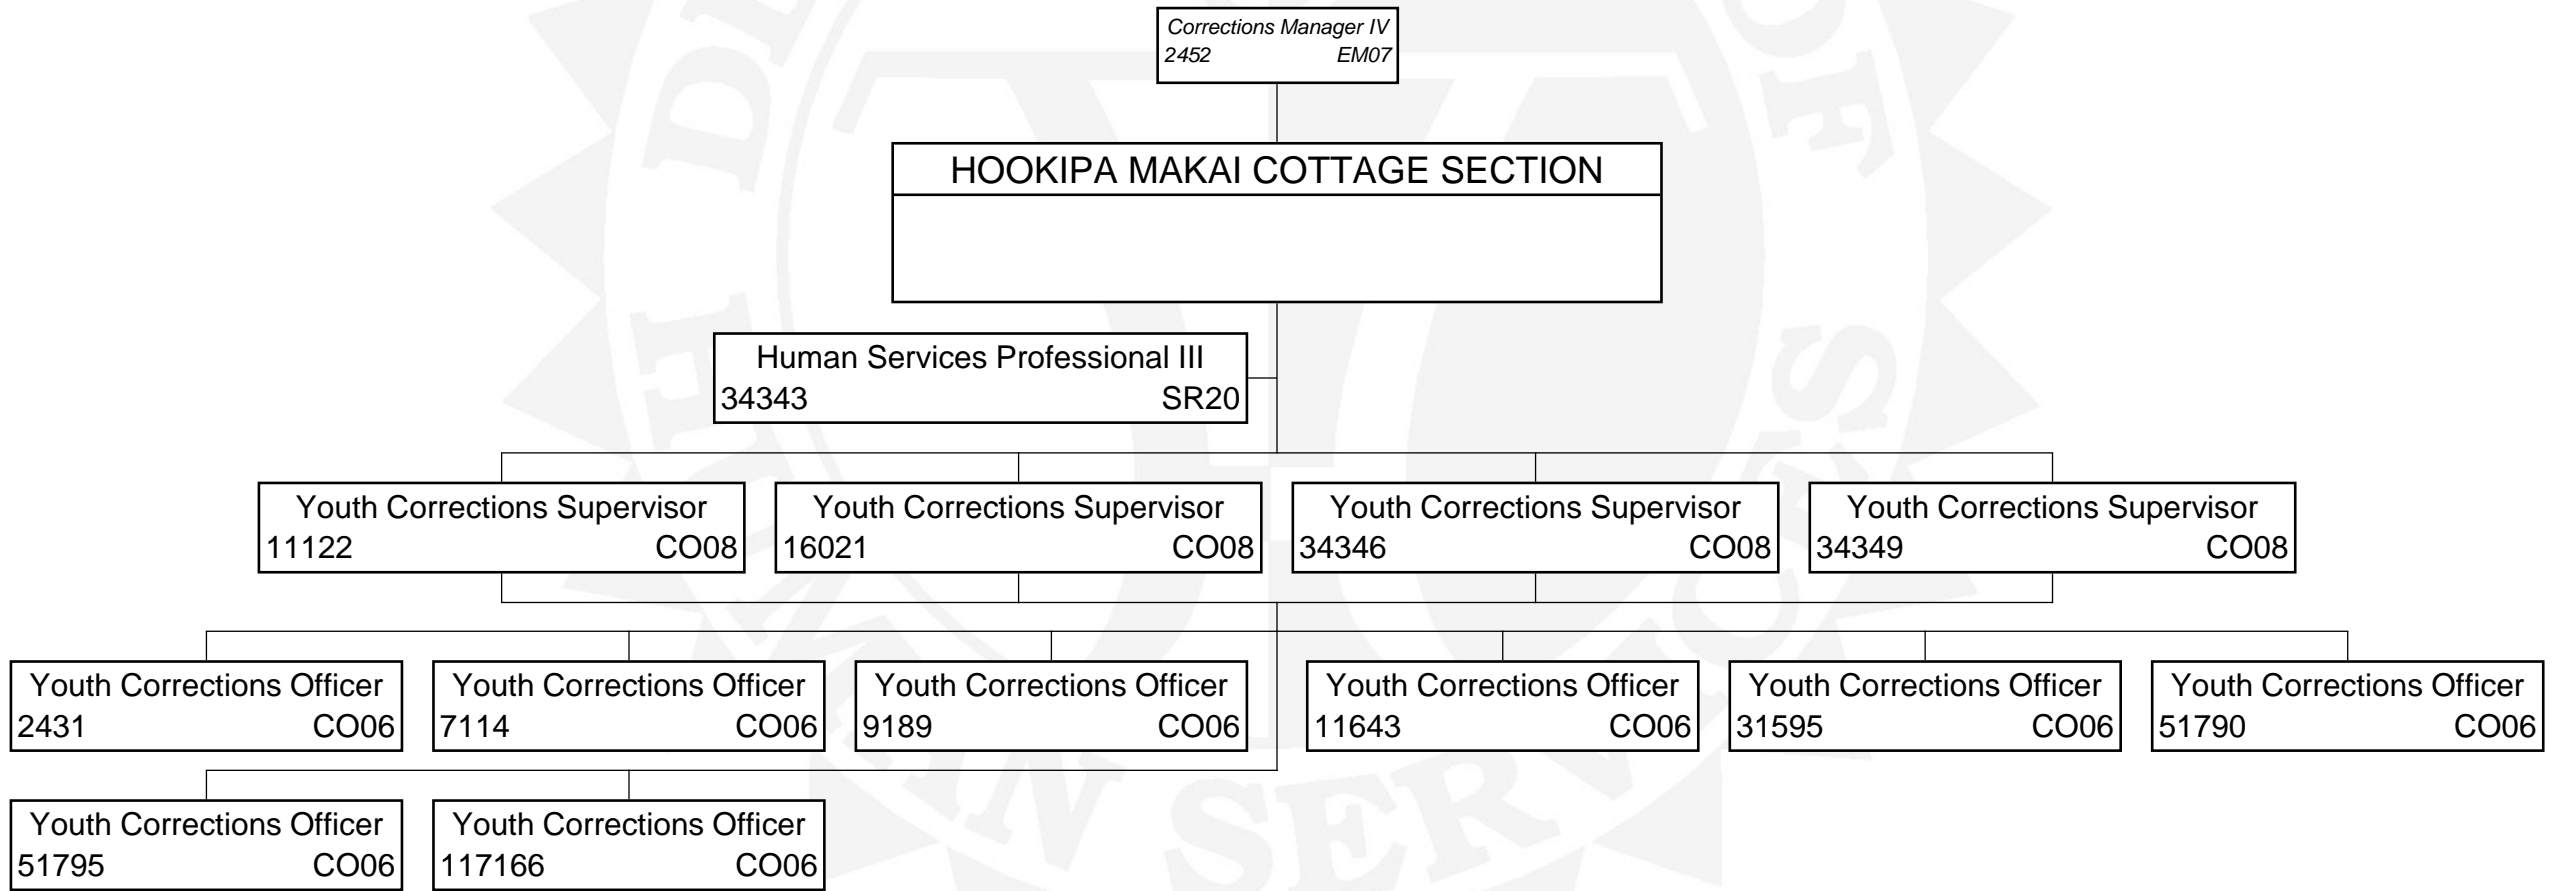 Corrections Manager IV
2452 EM07
HOOKIPA MAKAI COTTAGE SECTION
Human Services Professional III
34343 SR20
Youth Corrections Supervisor
11122 CO08
Youth Corrections Supervisor
16021 CO08
Youth Corrections Supervisor
34346 CO08
Youth Corrections Supervisor
34349 CO08
Youth Corrections Officer
2431 CO06
Youth Corrections Officer
7114 CO06
Youth Corrections Officer
9189 CO06
Youth Corrections Officer
11643 CO06
Youth Corrections Officer
31595 CO06
Youth Corrections Officer
51790 CO06
Youth Corrections Officer
51795 CO06
Youth Corrections Officer
117166 CO06